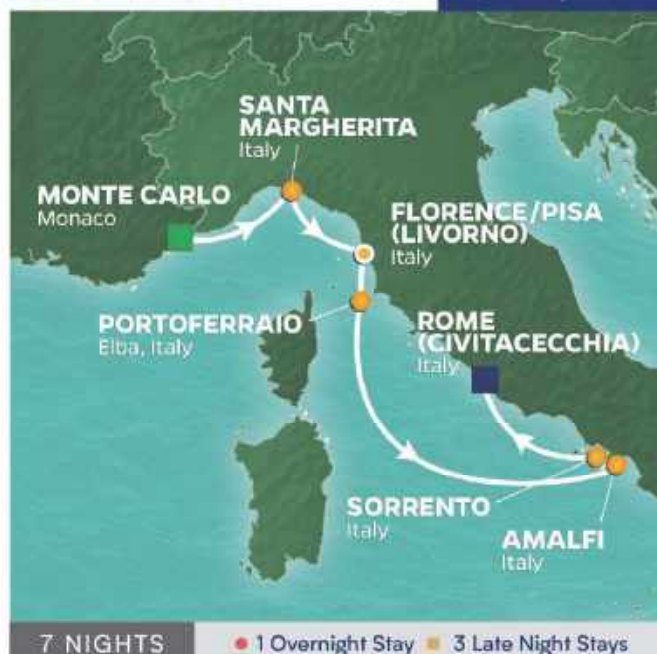 SANTA
MARGHERITA
Italy
MONTE CARLO
Monaco
FLORENCE/PISA
(LIVORNO)
Italy
PORTOFERRAIO
Elba, Italy
ROME
(CIVITACECCHIA)
Italy
SORRENTO
Italy
AMALFI
Italy
7 NIGHTS
1 Overnight Stay
3 Late Night Stays